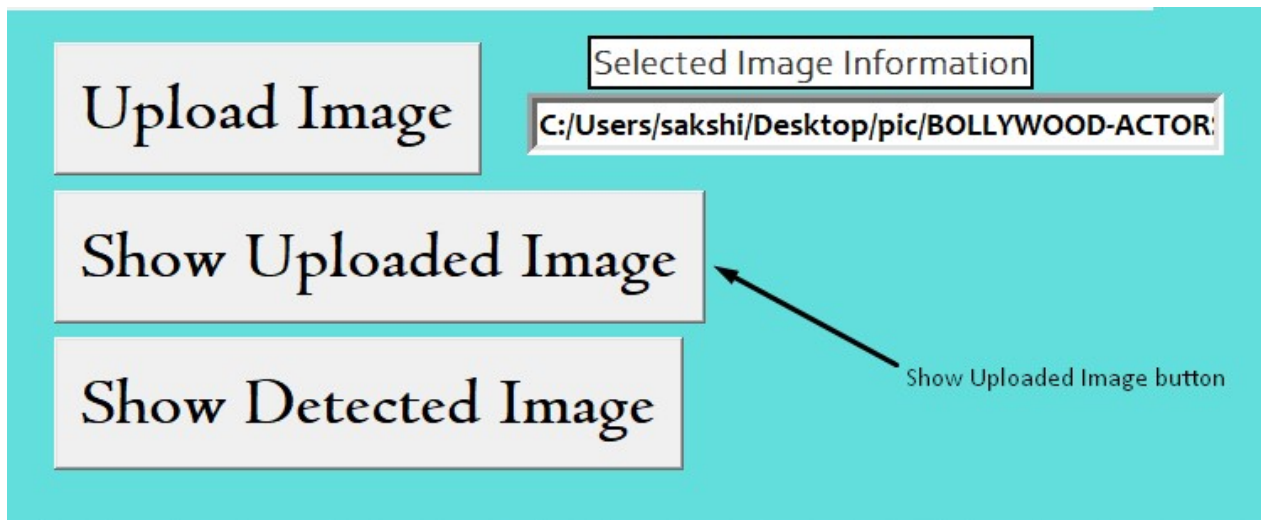 Upload Image
Selected Image Information
C:/Users/sakshi/Desktop/pic/BOLLYWOOD-ACTOR
Show Uploaded Image
Show Uploaded Image button
Show Detected Image